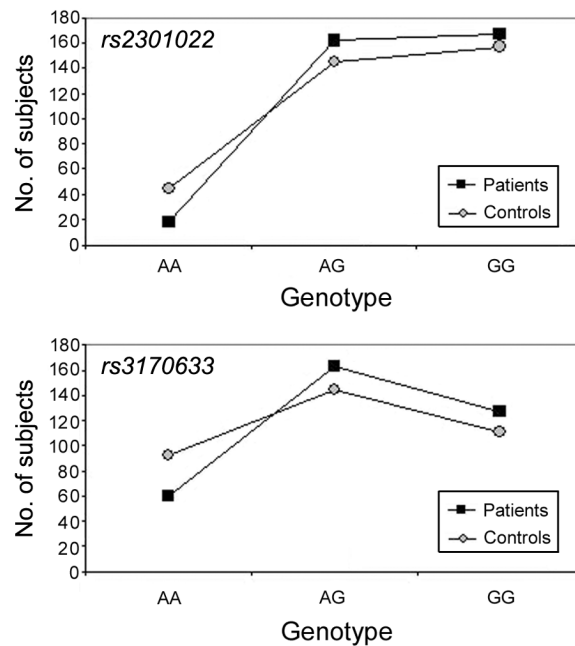 180
160
140
120
100
80
60
40
20
0
No. of subjects
rs2301022
Patients
Controls
AA AG GG
Genotype
180
160
140
120
100
80
60
40
20
0
No. of subjects
rs3170633
Patients
Controls
AA AG GG
Genotype